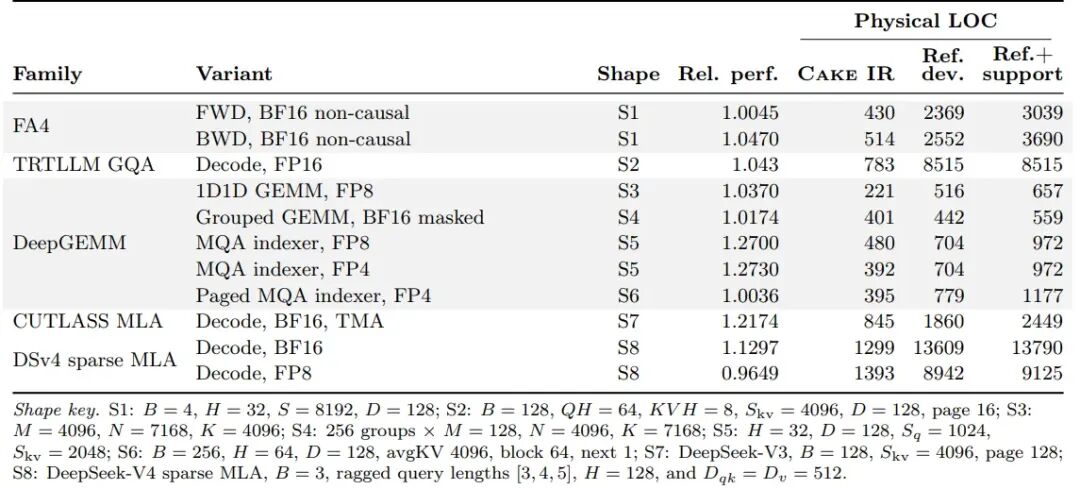 Physical LOC
Family Variant Shape Rel. perf. CAKE IR Ref. dev. Ref.+ support
FA4 FWD, BF16 non-causal S1 1.0045 430 2369 3039
BWD, BF16 non-causal S1 1.0470 514 2552 3690
TRTLLM GQA Decode, FP16 S2 1.043 783 8515 8515
DeepGEMM 1D1D GEMM, FP8 S3 1.0370 221 516 657
Grouped GEMM, BF16 masked S4 1.0174 401 442 559
MQA indexer, FP8 S5 1.2700 480 704 972
MQA indexer, FP4 S5 1.2730 392 704 972
Paged MQA indexer, FP4 S6 1.0036 395 779 1177
CUTLASS MLA Decode, BF16, TMA S7 1.2174 845 1860 2449
DSv4 sparse MLA Decode, BF16 S8 1.1297 1299 13609 13790
Decode, FP8 S8 0.9649 1393 8942 9125
Shape key. S1: B = 4, H = 32, S = 8192, D = 128; S2: B = 128, QH = 64, KVH = 8, Skv = 4096, D = 128, page 16; S3:
M = 4096, N = 7168, K = 4096; S4: 256 groups × M = 128, N = 4096, K = 7168; S5: H = 32, D = 128, Sq = 1024,
Skv = 2048; S6: B = 256, H = 64, D = 128, avgKV 4096, block 64, next 1; S7: DeepSeek-V3, B = 128, Skv = 4096, page 128;
S8: DeepSeek-V4 sparse MLA, B = 3, ragged query lengths [3, 4, 5], H = 128, and Dqk = Dv = 512.